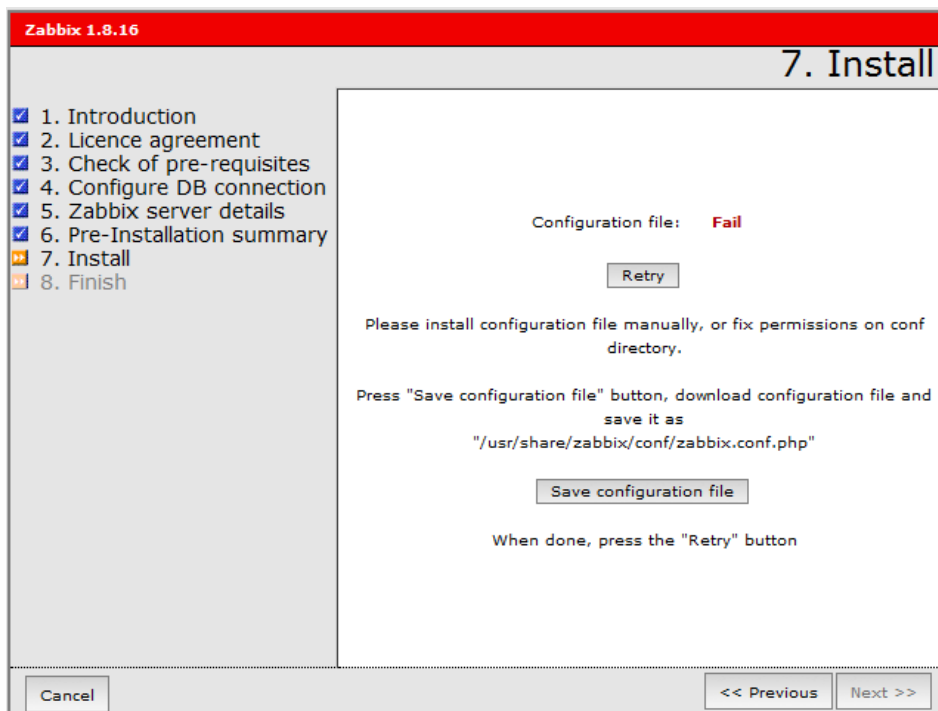 Zabbix 1.8.16
7. Install
1. Introduction
2. Licence agreement
3. Check of pre-requisites
4. Configure DB connection
5. Zabbix server details
6. Pre-Installation summary
7. Install
8. Finish
Configuration file: Fail
Retry
Please install configuration file manually, or fix permissions on conf
directory.
Press "Save configuration file" button, download configuration file and
save it as
"/usr/share/zabbix/conf/zabbix.conf.php"
Save configuration file
When done, press the "Retry" button
Cancel
<< Previous
Next >>